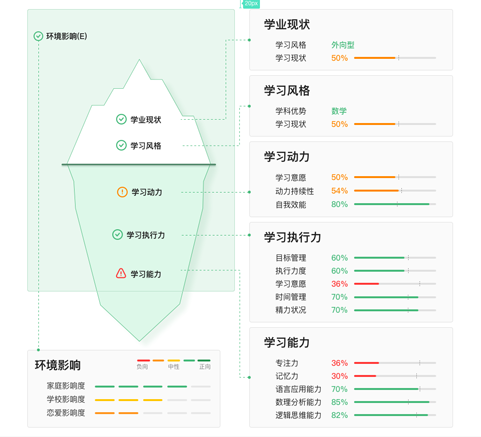 20px
环境影响(E)
学业现状
学习风格
学习动力
学习执行力
学习能力
环境影响
负向 中性 正向
家庭影响度
学校影响度
恋爱影响度
学业现状
学习风格 外向型
学习现状 50%
学习风格
学科优势 数学
学习现状 50%
学习动力
学习意愿 50%
动力持续性 54%
自我效能 80%
学习执行力
目标管理 60%
执行力度 60%
学习意愿 36%
时间管理 70%
精力状况 70%
学习能力
专注力 36%
记忆力 30%
语言应用能力 70%
数理分析能力 85%
逻辑思维能力 82%